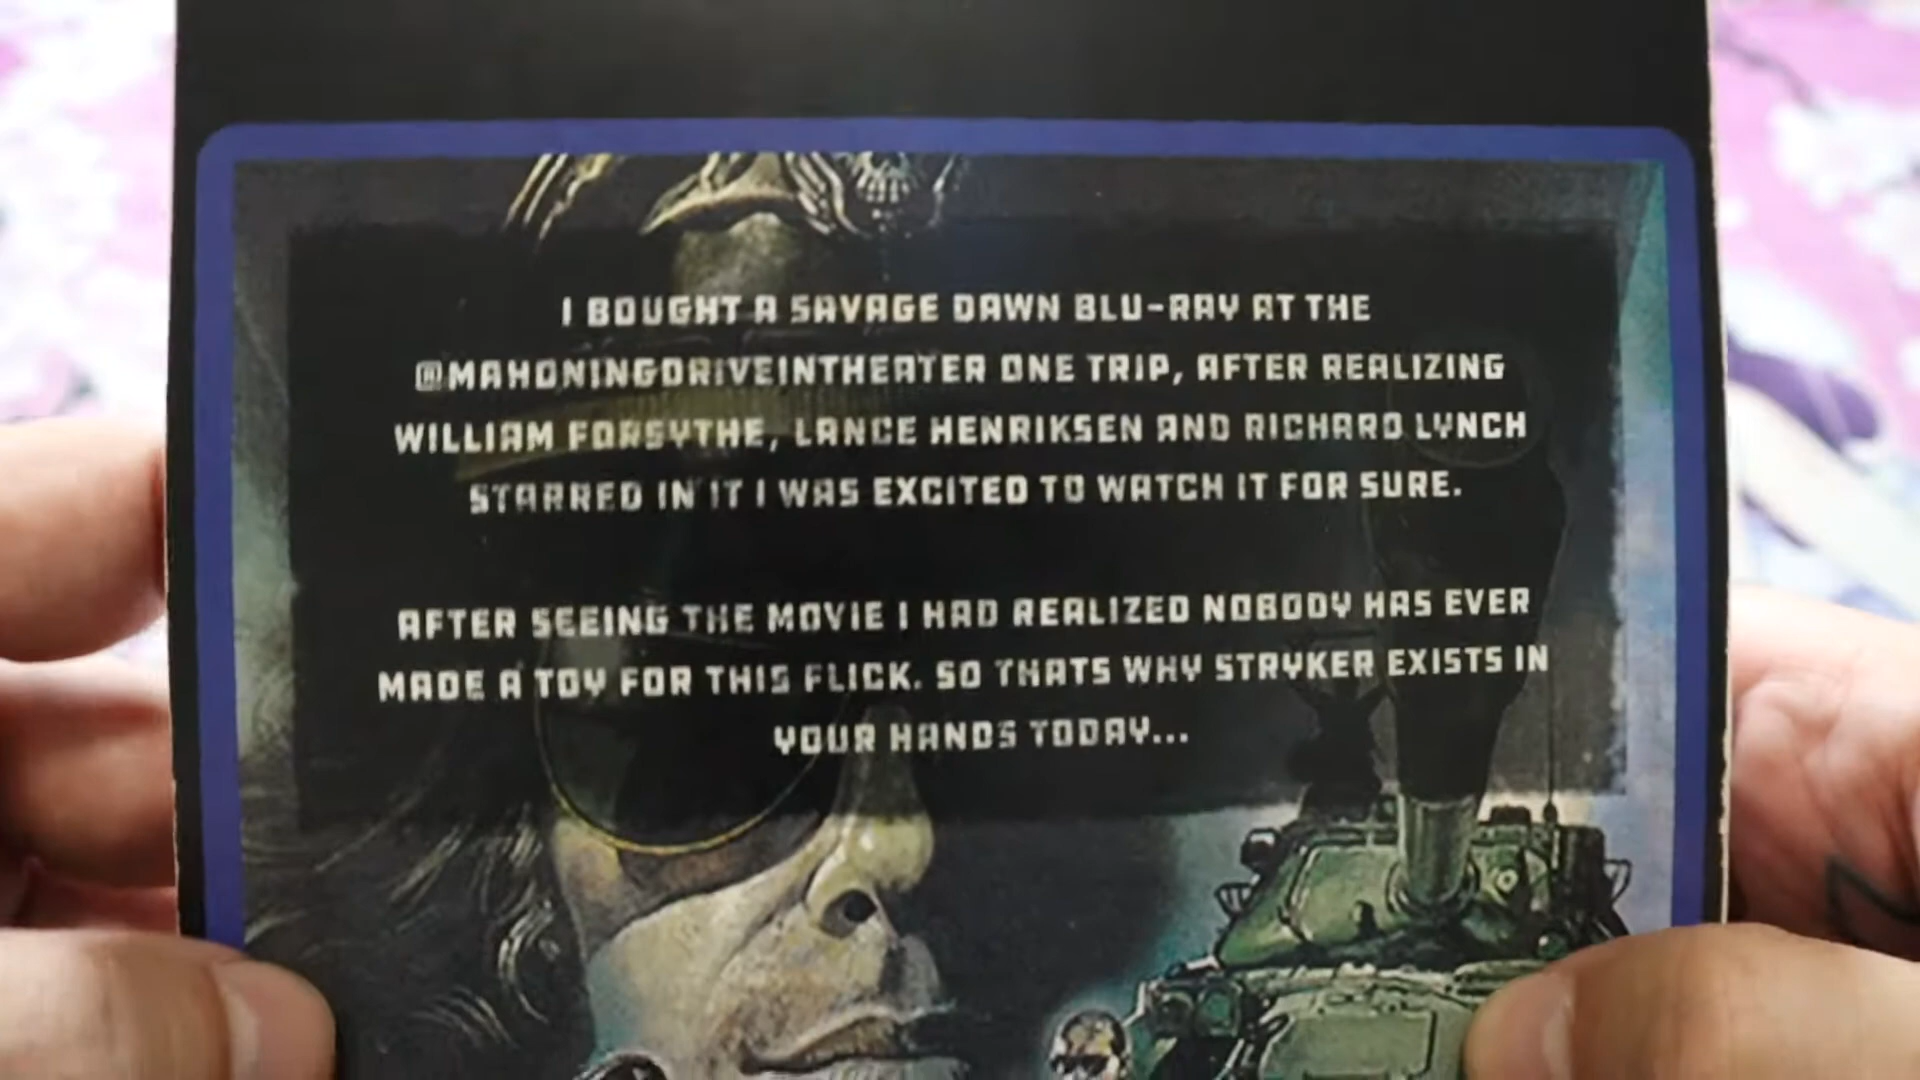 I BOUGHT A SAVAGE DAWN BLU-RAY AT THE
@MAHONINGDRIVEINTHEATER ONE TRIP, AFTER REALIZING
WILLIAM FORSYTHE, LANCE HENRIKSEN AND RICHARD LYNCH
STARRED IN IT I WAS EXCITED TO WATCH IT FOR SURE.
AFTER SEEING THE MOVIE I HAD REALIZED NOBODY HAS EVER
MADE A TOY FOR THIS FLICK. SO THATS WHY STRYKER EXISTS IN
YOUR HANDS TODAY...